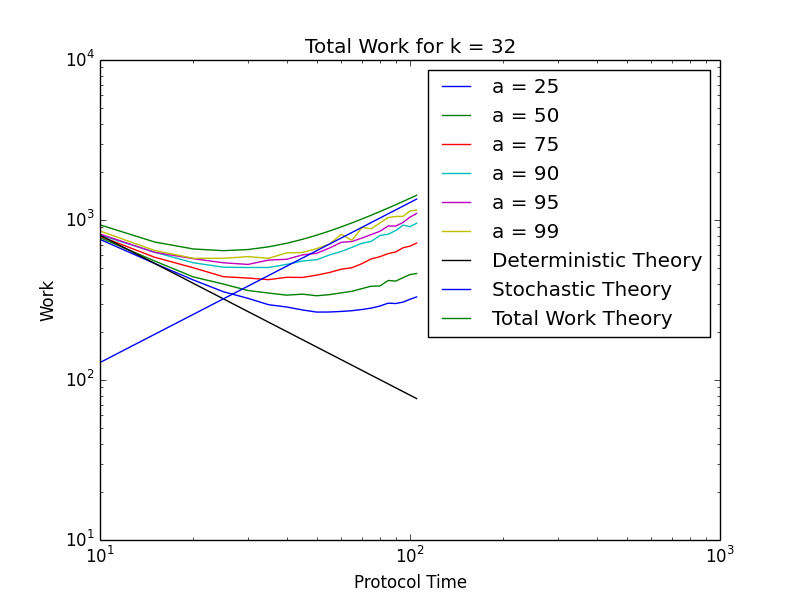 Total Work for k = 32
10^4
10^3
10^2
10^1
Work
a = 25
a = 50
a = 75
a = 90
a = 95
a = 99
Deterministic Theory
Stochastic Theory
Total Work Theory
10^1
10^2
10^3
Protocol Time